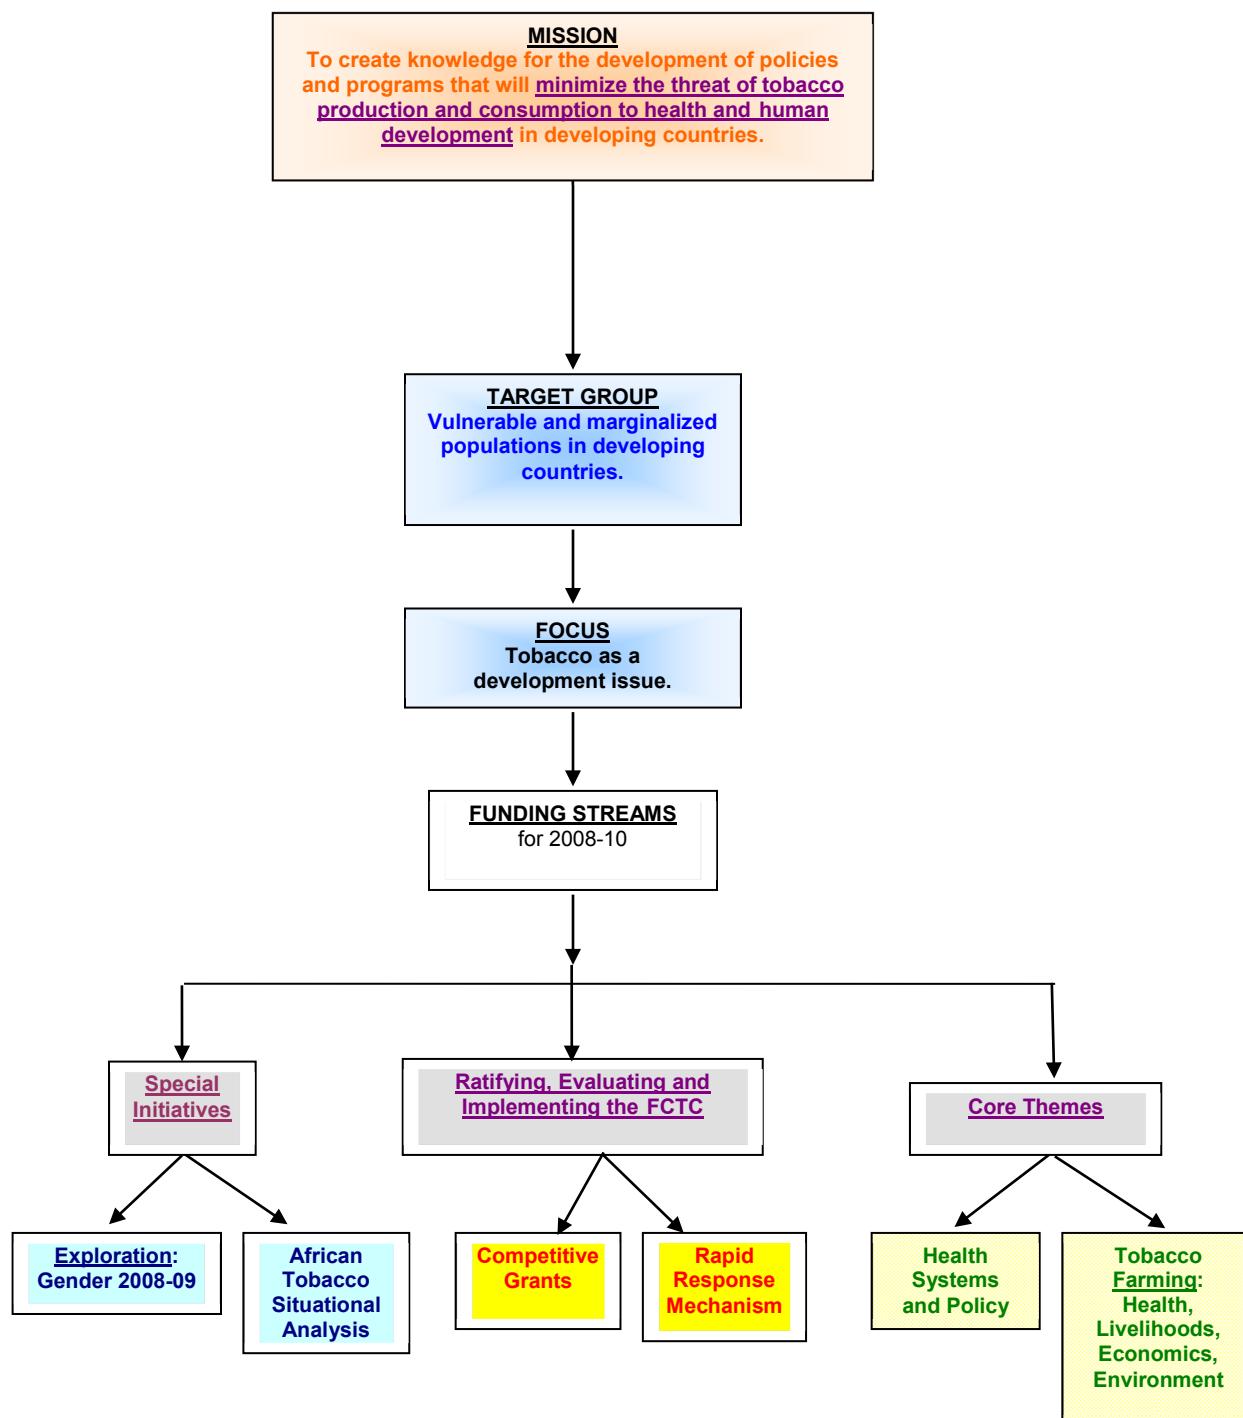 MISSION
To create knowledge for the development of policies
and programs that will minimize the threat of tobacco
production and consumption to health and human
development in developing countries.
TARGET GROUP
Vulnerable and marginalized
populations in developing
countries.
FOCUS
Tobacco as a
development issue.
FUNDING STREAMS
for 2008-10
Special
Initiatives
Ratifying, Evaluating and
Implementing the FCTC
Core Themes
Exploration:
Gender 2008-09
African
Tobacco
Situational
Analysis
Competitive
Grants
Rapid
Response
Mechanism
Health
Systems
and Policy
Tobacco
Farming:
Health,
Livelihoods,
Economics,
Environment